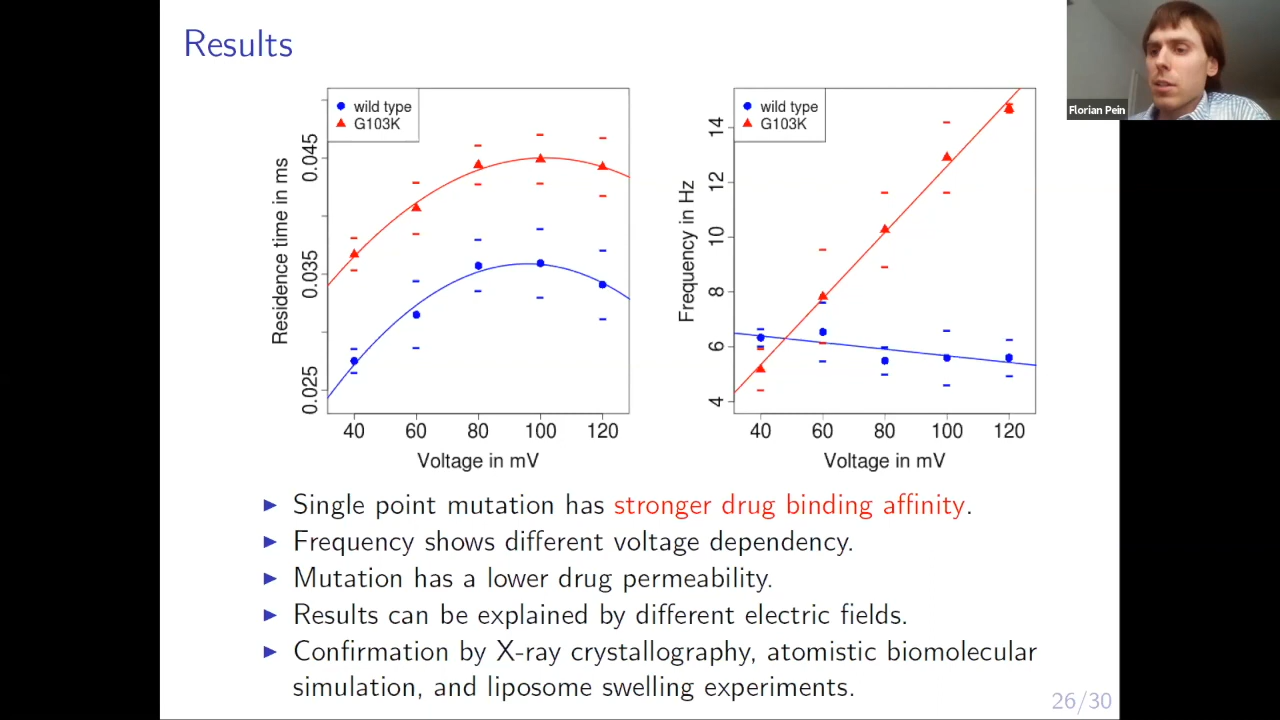 Results
Florian Pein
wild type
G103K
Residence time in ms
0.025
0.035
0.045
40 60 80 100 120
Voltage in mV
wild type
G103K
Frequency in Hz
4 6 8 10 12 14
40 60 80 100 120
Voltage in mV
▶ Single point mutation has stronger drug binding affinity.
▶ Frequency shows different voltage dependency.
▶ Mutation has a lower drug permeability.
▶ Results can be explained by different electric fields.
▶ Confirmation by X-ray crystallography, atomistic biomolecular
simulation, and liposome swelling experiments.
26/30